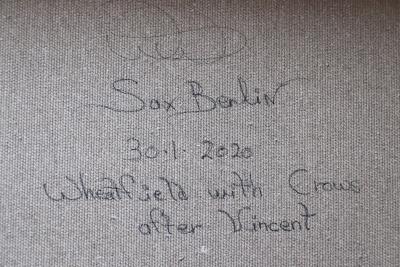 Sax Berlin
30.1.2020
Wheatfield with Crows
after Vincent